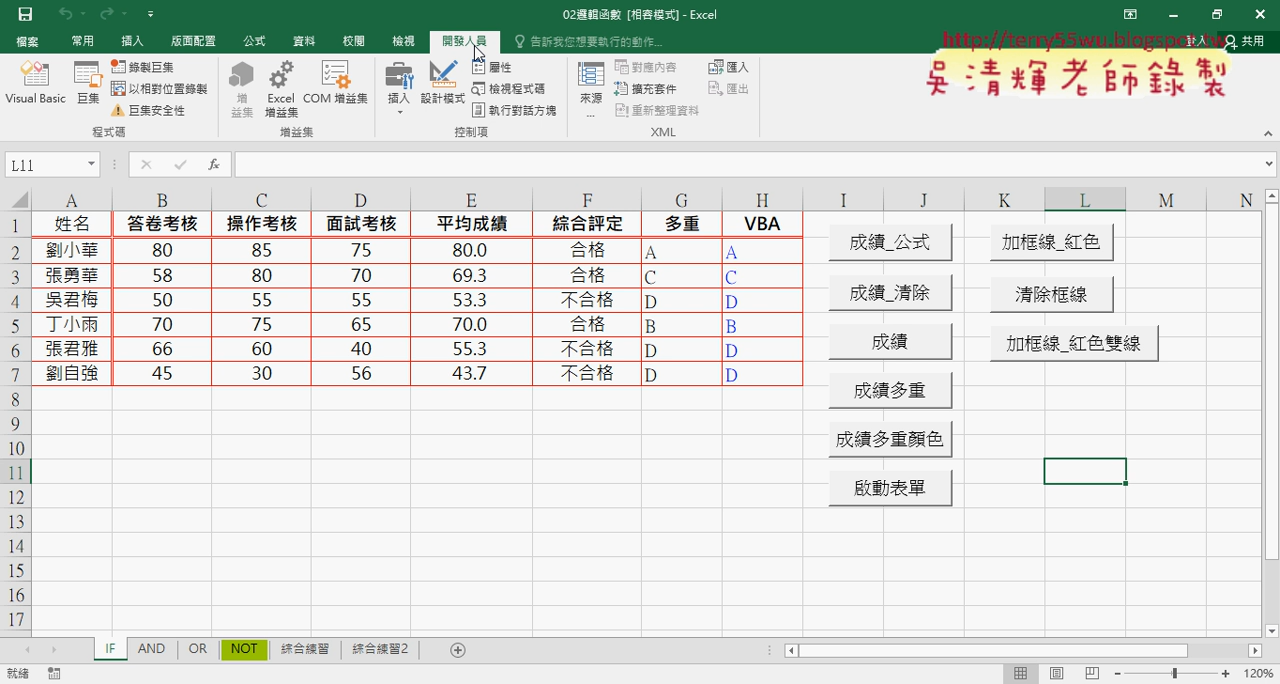 02邏輯函數 [相容模式] - Excel
檔案 常用 插入 版面配置 公式 資料 校閱 檢視 開發人員 告訴我您想要執行的動作... 登入 共用
http://terry55wu.blogspot.tw
吳清輝老師錄製
Visual Basic 巨集 錄製巨集 以相對位置錄製 巨集安全性
程式碼
增益集 Excel 增益集 COM 增益集
增益集
插入 設計模式 屬性 檢視程式碼 執行對話方塊
控制項
來源... 對應內容 擴充套件 重新整理資料 匯入 匯出
XML
L11 fx
A B C D E F G H I J K L M N
1 姓名 答卷考核 操作考核 面試考核 平均成績 綜合評定 多重 VBA
2 劉小華 80 85 75 80.0 合格 A A
3 張勇華 58 80 70 69.3 合格 C C
4 吳君梅 50 55 55 53.3 不合格 D D
5 丁小雨 70 75 65 70.0 合格 B B
6 張君雅 66 60 40 55.3 不合格 D D
7 劉自強 45 30 56 43.7 不合格 D D
8
9
10
11
12
13
14
15
16
17
成績_公式
成績_清除
成績
成績多重
成績多重顏色
啟動表單
加框線_紅色
清除框線
加框線_紅色雙線
IF AND OR NOT 綜合練習 綜合練習2
就緒 120%